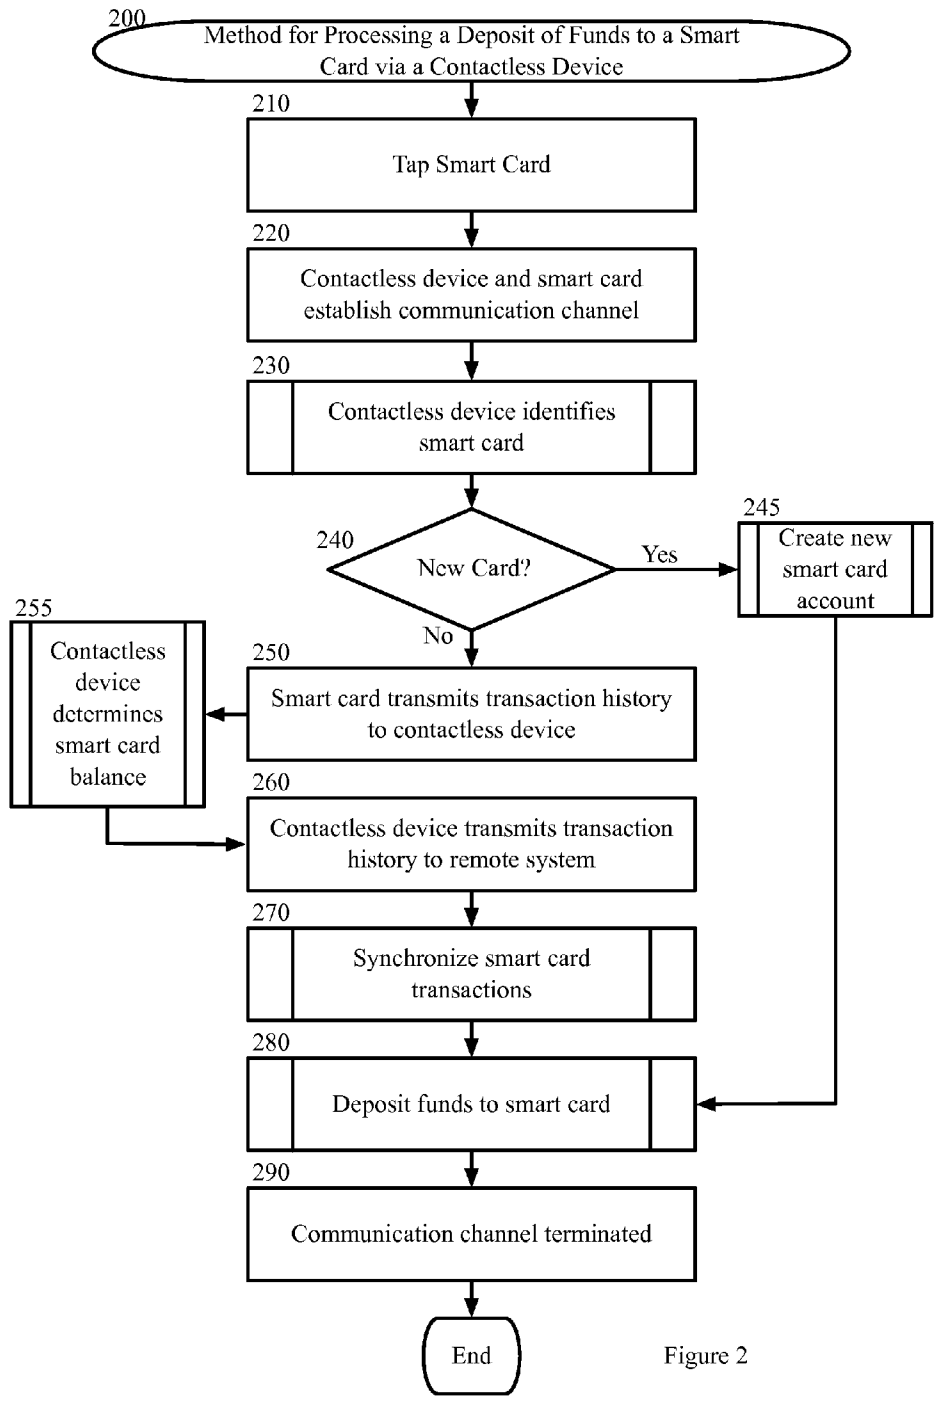 200
Method for Processing a Deposit of Funds to a Smart
Card via a Contactless Device
210
Tap Smart Card
220
Contactless device and smart card
establish communication channel
230
Contactless device identifies
smart card
240
New Card?
Yes
245
Create new
smart card
account
No
250
Smart card transmits transaction history
to contactless device
255
Contactless
device
determines
smart card
balance
260
Contactless device transmits transaction
history to remote system
270
Synchronize smart card
transactions
280
Deposit funds to smart card
290
Communication channel terminated
End
Figure 2